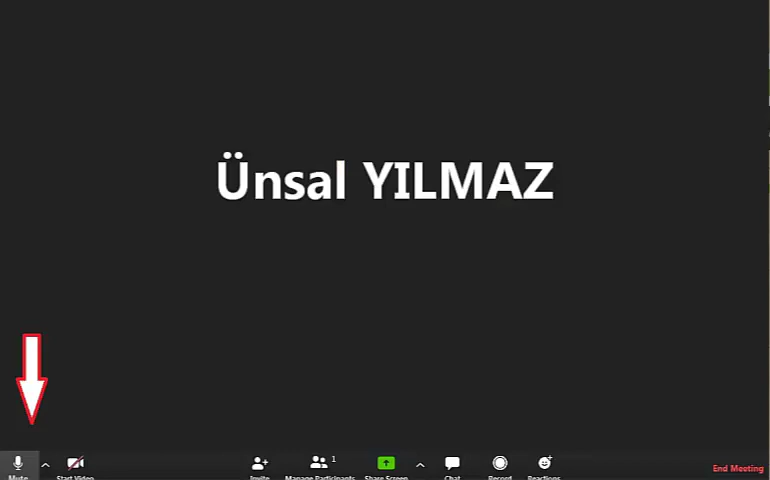 Ünsal YILMAZ
Mute
Start Video
Invite
1
Manage Participants
Share Screen
Chat
Record
Reactions
End Meeting